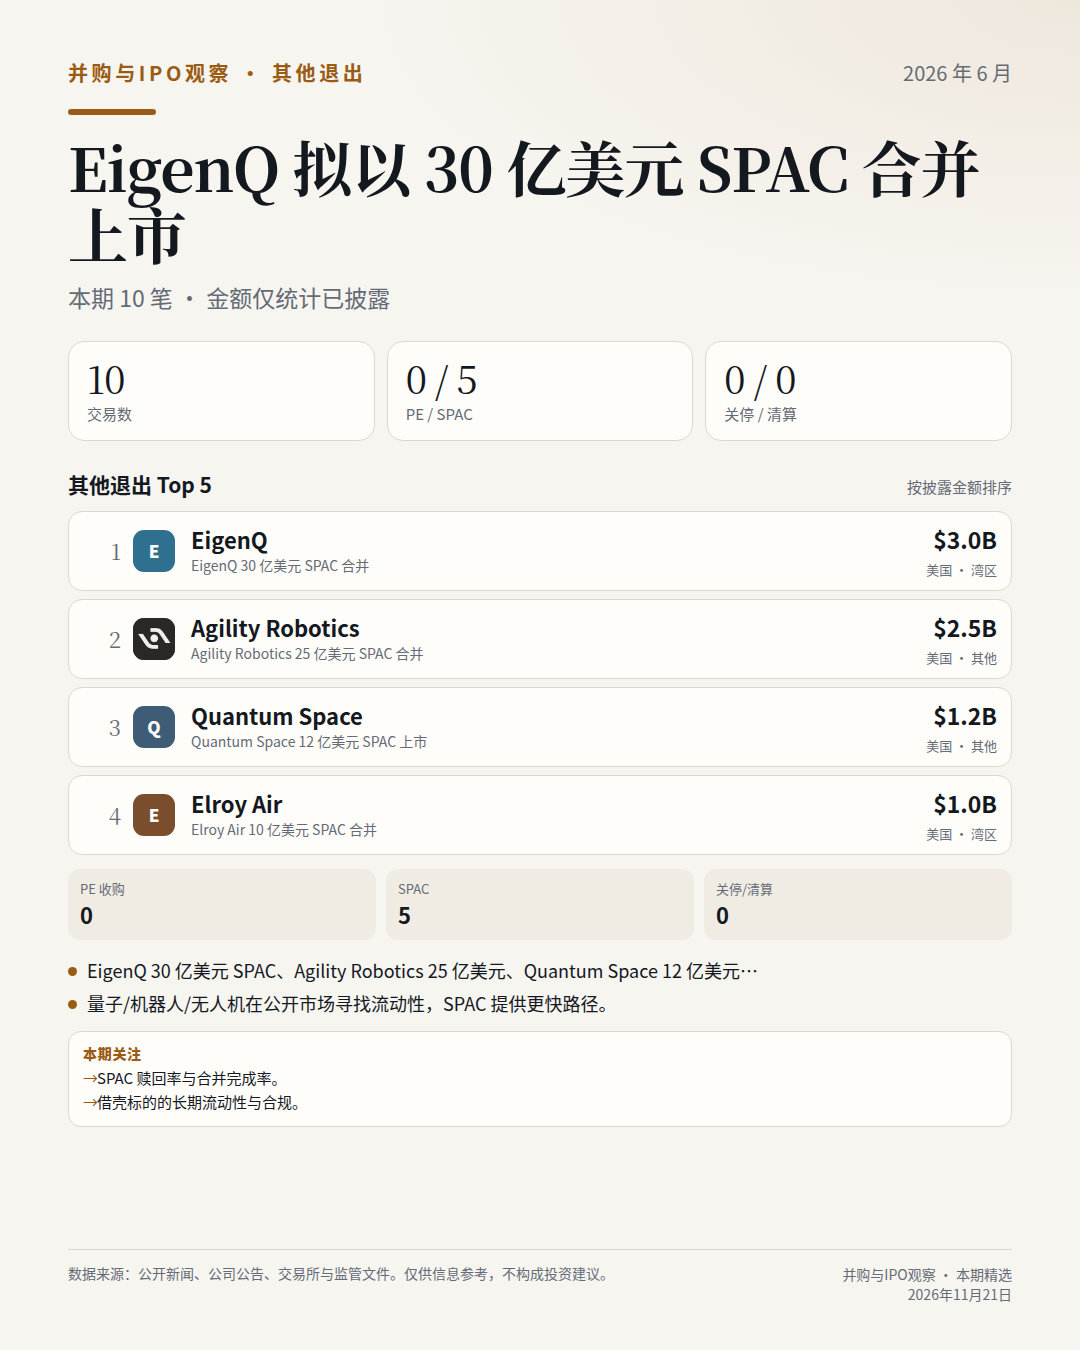 并购与IPO观察 · 其他退出
2026 年 6 月
EigenQ 拟以 30 亿美元 SPAC 合并
上市
本期 10 笔 · 金额仅统计已披露
10
交易数
0 / 5
PE / SPAC
0 / 0
关停 / 清算
其他退出 Top 5
按披露金额排序
1
E
EigenQ
EigenQ 30 亿美元 SPAC 合并
$3.0B
美国 · 湾区
2
Agility Robotics
Agility Robotics 25 亿美元 SPAC 合并
$2.5B
美国 · 其他
3
Q
Quantum Space
Quantum Space 12 亿美元 SPAC 上市
$1.2B
美国 · 其他
4
E
Elroy Air
Elroy Air 10 亿美元 SPAC 合并
$1.0B
美国 · 湾区
PE 收购
0
SPAC
5
关停/清算
0
EigenQ 30 亿美元 SPAC、Agility Robotics 25 亿美元、Quantum Space 12 亿美元…
量子/机器人/无人机在公开市场寻找流动性，SPAC 提供更快路径。
本期关注
→SPAC 赎回率与合并完成率。
→借壳标的的长期流动性与合规。
数据来源：公开新闻、公司公告、交易所与监管文件。仅供信息参考，不构成投资建议。
并购与IPO观察 · 本期精选
2026年11月21日